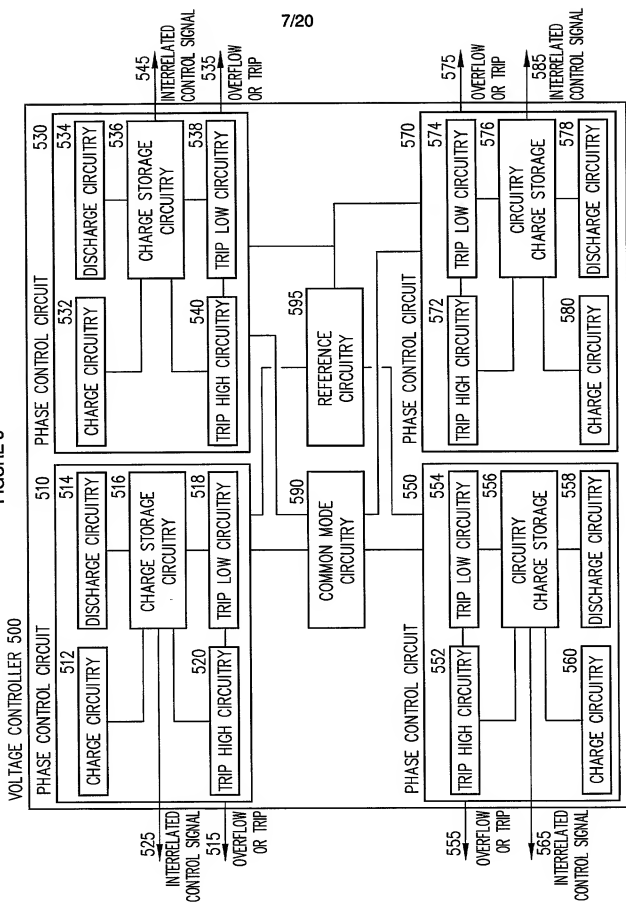 7/20
VOLTAGE CONTROLLER 500
PHASE CONTROL CIRCUIT 510
CHARGE CIRCUITRY 512
DISCHARGE CIRCUITRY 514
CHARGE STORAGE CIRCUITRY 516
TRIP HIGH CIRCUITRY 520
TRIP LOW CIRCUITRY 518
525
INTERRELATED
CONTROL SIGNAL
515
OVERFLOW
OR TRIP
PHASE CONTROL CIRCUIT 530
CHARGE CIRCUITRY 532
DISCHARGE CIRCUITRY 534
CHARGE STORAGE CIRCUITRY 536
TRIP HIGH CIRCUITRY 540
TRIP LOW CIRCUITRY 538
545
INTERRELATED
CONTROL SIGNAL
535
OVERFLOW
OR TRIP
COMMON MODE CIRCUITRY 590
REFERENCE CIRCUITRY 595
PHASE CONTROL CIRCUIT 550
TRIP HIGH CIRCUITRY 552
TRIP LOW CIRCUITRY 554
CIRCUITRY CHARGE STORAGE 556
CHARGE CIRCUITRY 560
DISCHARGE CIRCUITRY 558
555
OVERFLOW
OR TRIP
565
INTERRELATED
CONTROL SIGNAL
PHASE CONTROL CIRCUIT 570
TRIP HIGH CIRCUITRY 572
TRIP LOW CIRCUITRY 574
CIRCUITRY CHARGE STORAGE 576
CHARGE CIRCUITRY 580
DISCHARGE CIRCUITRY 578
575
OVERFLOW
OR TRIP
585
INTERRELATED
CONTROL SIGNAL